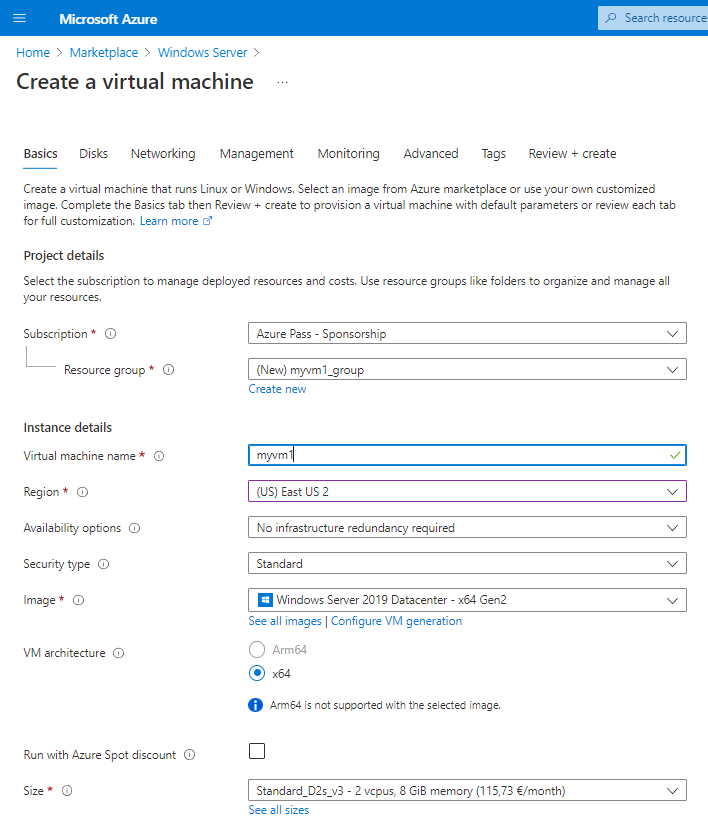 Microsoft Azure
Search resource
Home > Marketplace > Windows Server >
Create a virtual machine ...
Basics Disks Networking Management Monitoring Advanced Tags Review + create
Create a virtual machine that runs Linux or Windows. Select an image from Azure marketplace or use your own customized
image. Complete the Basics tab then Review + create to provision a virtual machine with default parameters or review each tab
for full customization. Learn more
Project details
Select the subscription to manage deployed resources and costs. Use resource groups like folders to organize and manage all
your resources.
Subscription * Azure Pass - Sponsorship
Resource group * (New) myvm1_group
Create new
Instance details
Virtual machine name * myvm1
Region * (US) East US 2
Availability options No infrastructure redundancy required
Security type Standard
Image * Windows Server 2019 Datacenter - x64 Gen2
See all images | Configure VM generation
VM architecture Arm64
x64
Arm64 is not supported with the selected image.
Run with Azure Spot discount
Size * Standard_D2s_v3 - 2 vcpus, 8 GiB memory (115,73 €/month)
See all sizes